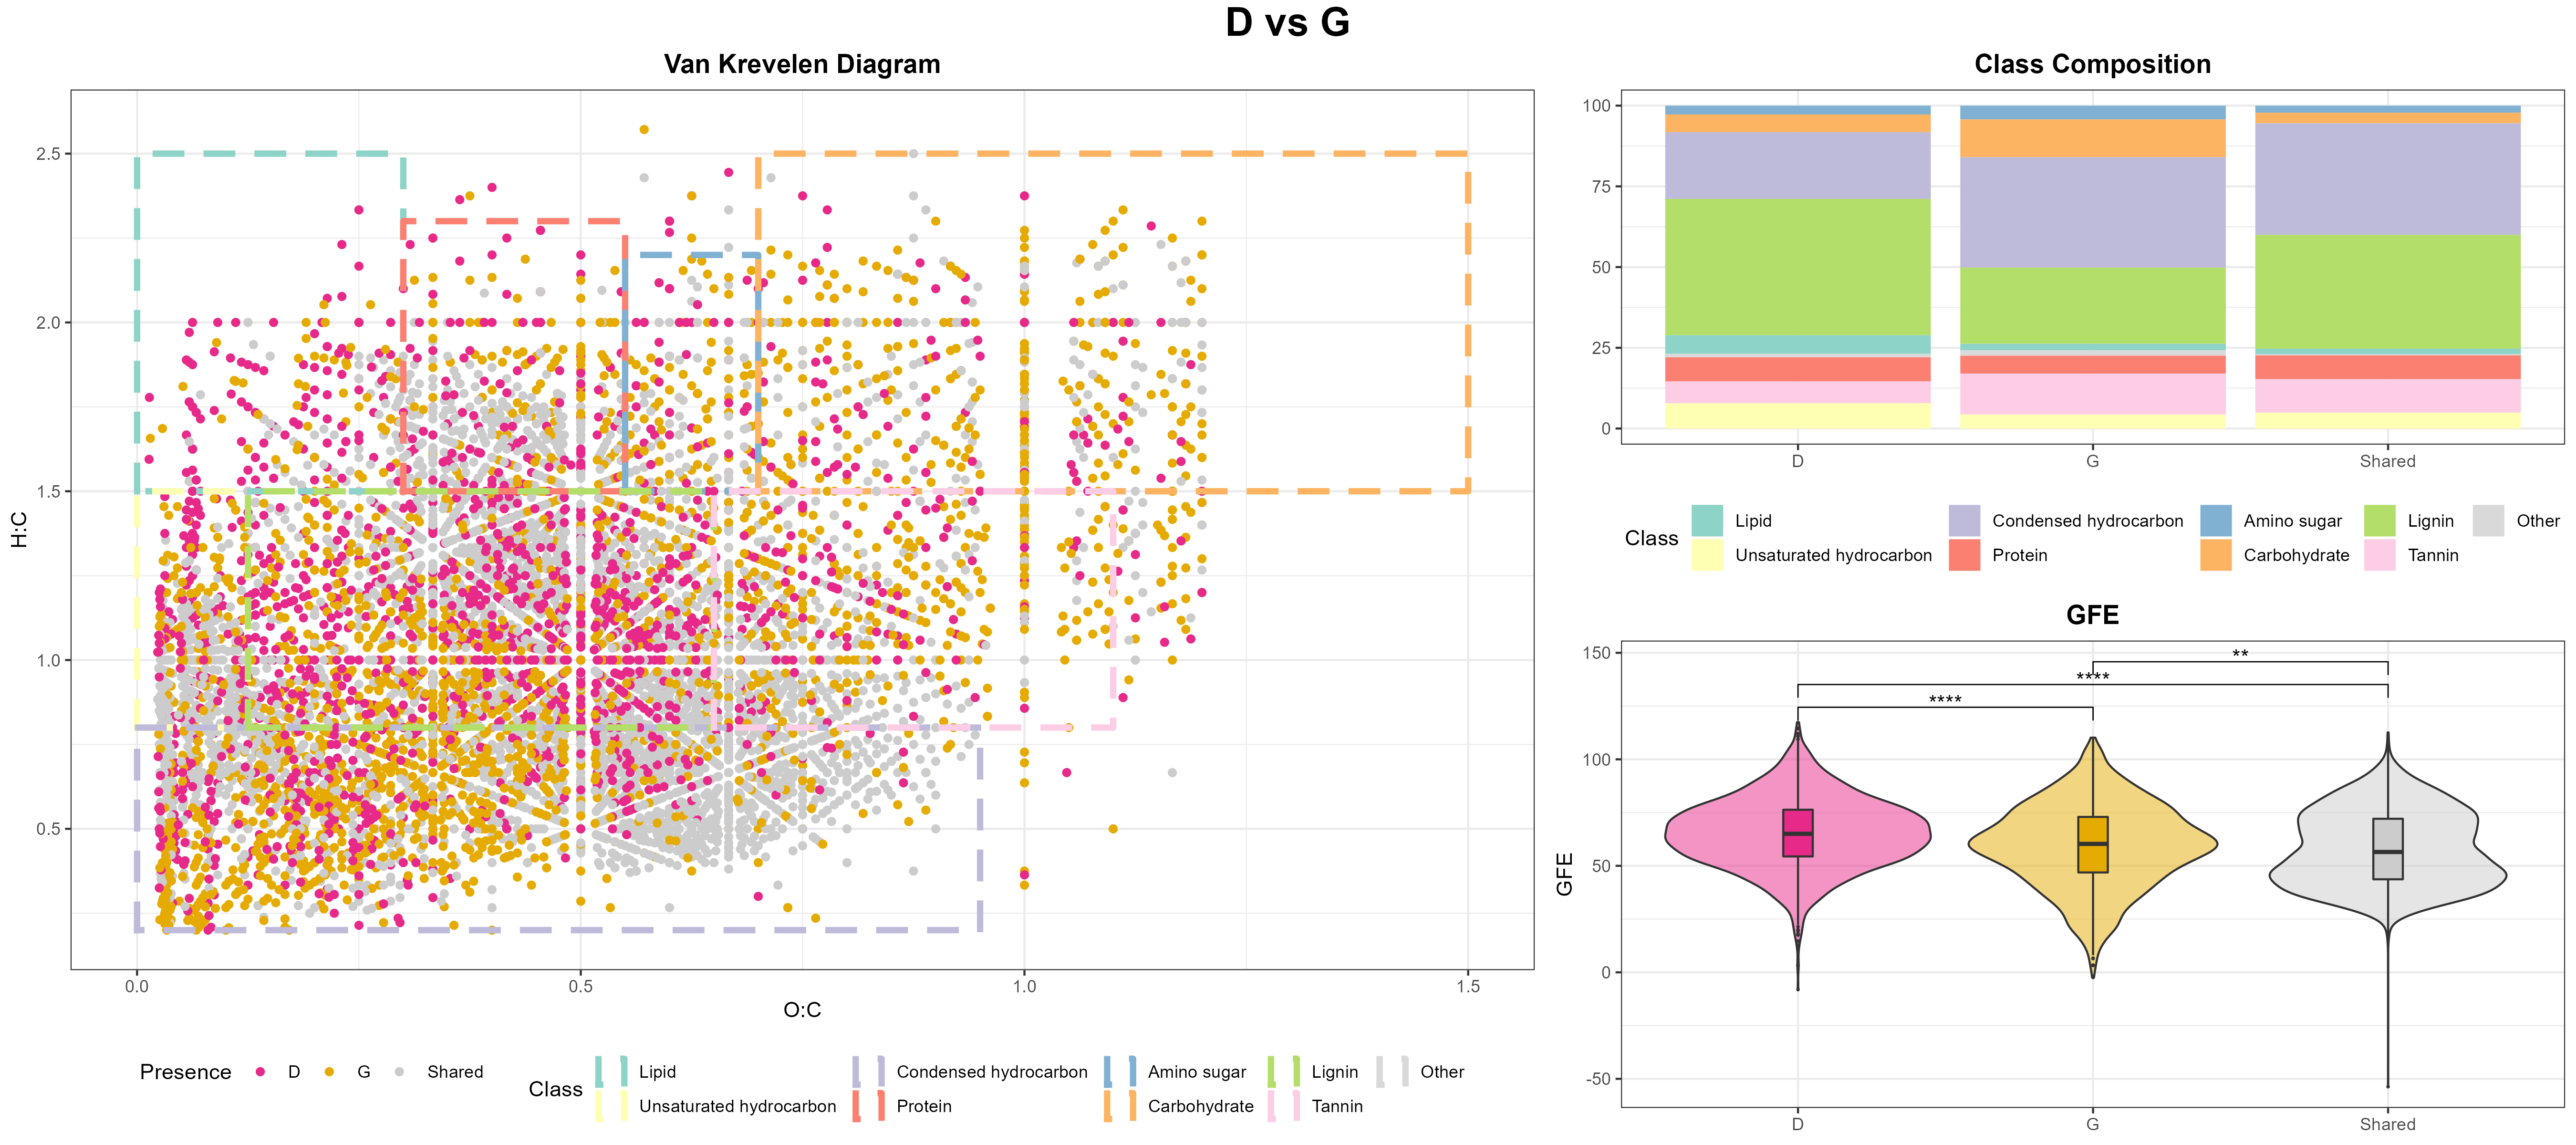 D vs G
Van Krevelen Diagram
H:C
2.5
2.0
1.5
1.0
0.5
0.0 0.5 1.0 1.5
O:C
Presence D G Shared
Class
Lipid Condensed hydrocarbon Amino sugar Lignin Other
Unsaturated hydrocarbon Protein Carbohydrate Tannin
Class Composition
100
75
50
25
0
D G Shared
Class
Lipid Condensed hydrocarbon Amino sugar Lignin Other
Unsaturated hydrocarbon Protein Carbohydrate Tannin
GFE
GFE
150
100
50
0
-50
**
****
****
D G Shared